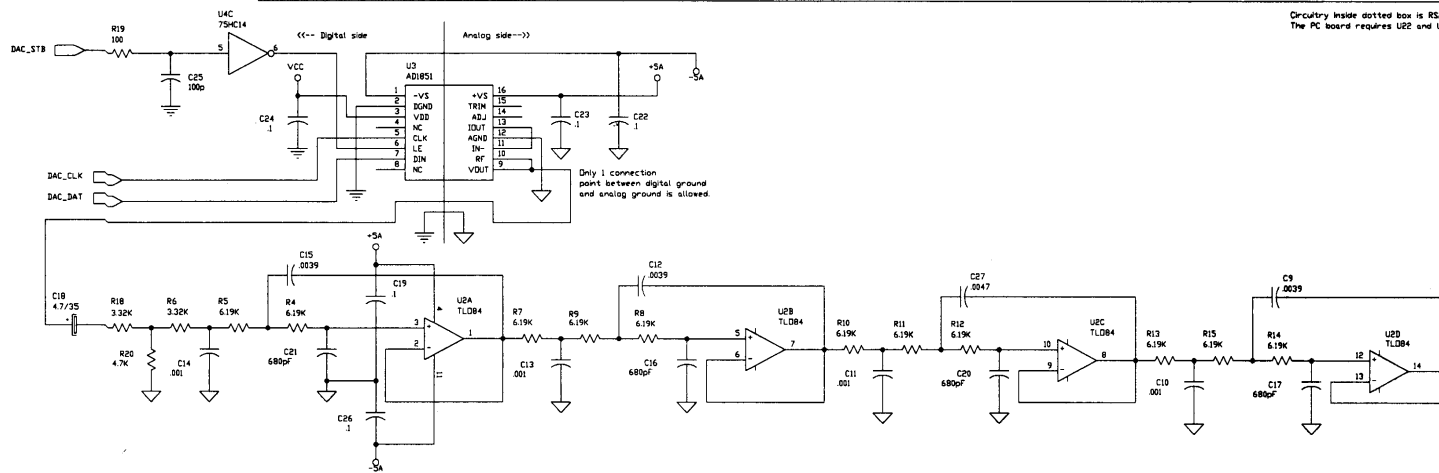 Circuitry inside dotted box is RS
The PC board requires U22 and U
U4C
75HC14
R19
100
DAC_STB
5
6
C25
100p
<<-- Digital side
Analog side-->>
VCC
U3
AD1851
+5A
-5A
C24
.1
1
2
3
4
5
6
7
8
-VS
DGND
VDD
NC
CLK
LE
DIN
NC
+VS
TRIM
ADJ
IOUT
AGND
IN-
RF
VOUT
16
15
14
13
12
11
10
9
C23
.1
C22
.1
DAC_CLK
DAC_DAT
Only 1 connection
point between digital ground
and analog ground is allowed.
+5A
C15
.0039
C19
.1
C12
.0039
C27
.0047
C9
.0039
C18
4.7/35
+
R18
3.32K
R6
3.32K
R5
6.19K
R4
6.19K
U2A
TL084
3
2
1
4
11
R7
6.19K
R9
6.19K
R8
6.19K
U2B
TL084
5
6
7
R10
6.19K
R11
6.19K
R12
6.19K
U2C
TL084
10
9
8
R13
6.19K
R15
6.19K
R14
6.19K
U2D
TL084
12
13
14
R20
4.7K
C14
.001
C21
680pF
C13
.001
C16
680pF
C11
.001
C20
680pF
C10
.001
C17
680pF
C26
.1
-5A